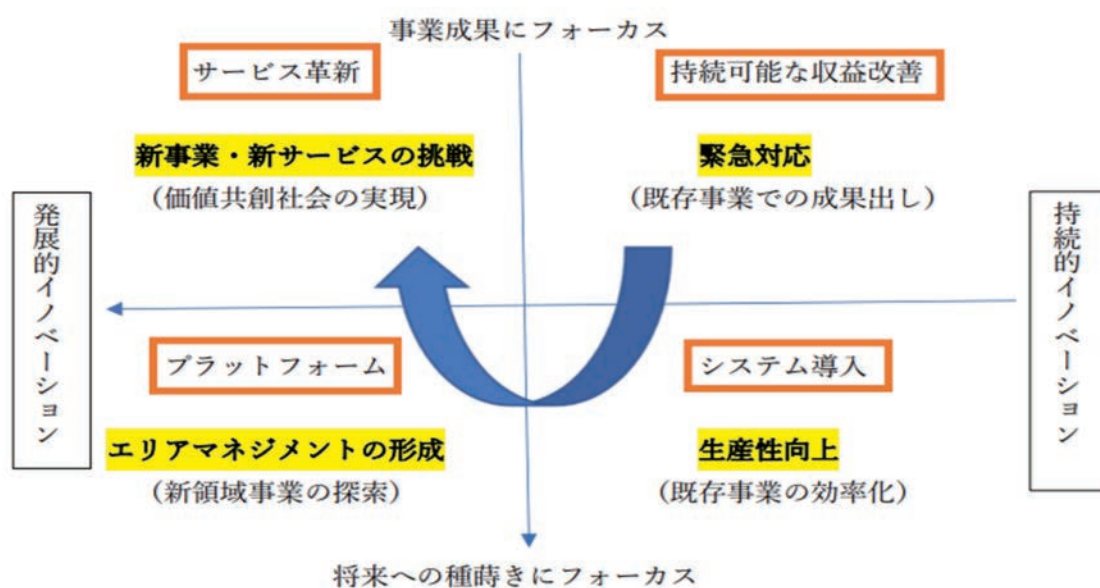 事業成果にフォーカス
サービス革新
持続可能な収益改善
新事業・新サービスの挑戦
(価値共創社会の実現)
緊急対応
(既存事業での成果出し)
発展的イノベーション
持続的イノベーション
プラットフォーム
システム導入
エリアマネジメントの形成
(新領域事業の探索)
生産性向上
(既存事業の効率化)
将来への種蒔きにフォーカス